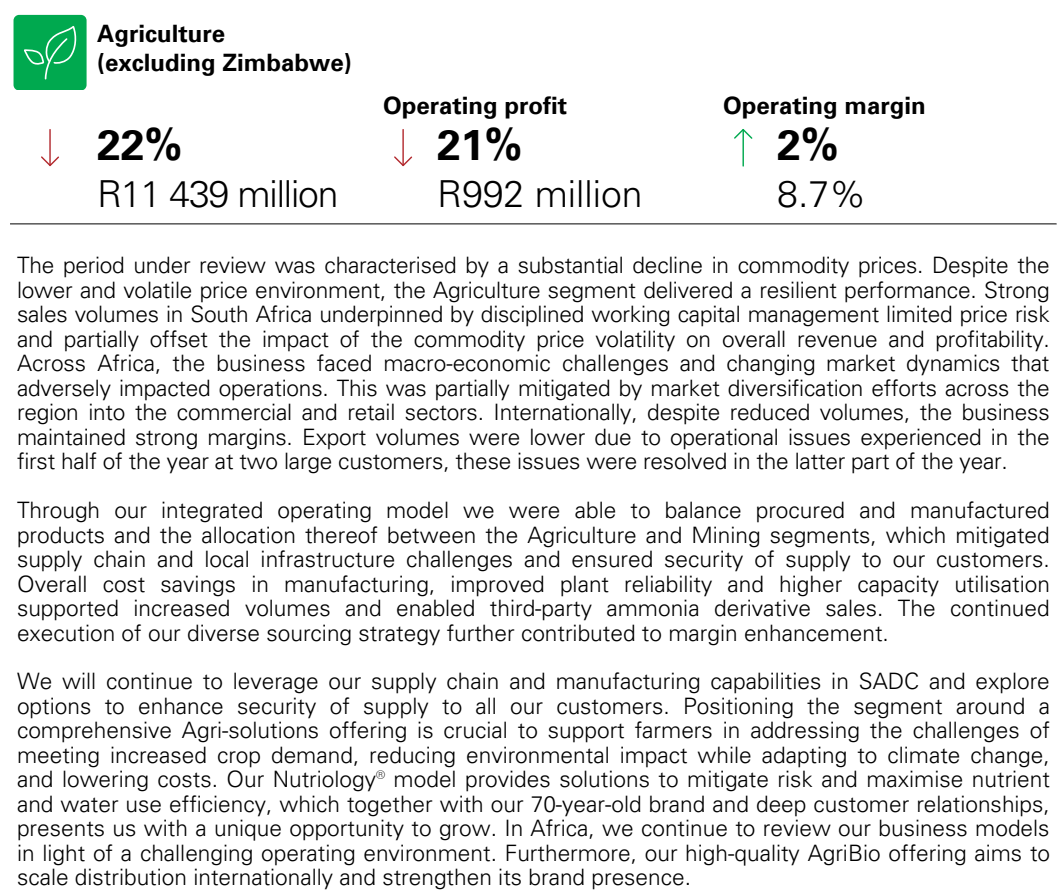 Agriculture
(excluding Zimbabwe)
Operating profit
Operating margin
22%
21%
2%
R11 439 million
R992 million
8.7%
The period under review was characterised by a substantial decline in commodity prices. Despite the
lower and volatile price environment, the Agriculture segment delivered a resilient performance. Strong
sales volumes in South Africa underpinned by disciplined working capital management limited price risk
and partially offset the impact of the commodity price volatility on overall revenue and profitability.
Across Africa, the business faced macro-economic challenges and changing market dynamics that
adversely impacted operations. This was partially mitigated by market diversification efforts across the
region into the commercial and retail sectors. Internationally, despite reduced volumes, the business
maintained strong margins. Export volumes were lower due to operational issues experienced in the
first half of the year at two large customers, these issues were resolved in the latter part of the year.
Through our integrated operating model we were able to balance procured and manufactured
products and the allocation thereof between the Agriculture and Mining segments, which mitigated
supply chain and local infrastructure challenges and ensured security of supply to our customers.
Overall cost savings in manufacturing, improved plant reliability and higher capacity utilisation
supported increased volumes and enabled third-party ammonia derivative sales. The continued
execution of our diverse sourcing strategy further contributed to margin enhancement.
We will continue to leverage our supply chain and manufacturing capabilities in SADC and explore
options to enhance security of supply to all our customers. Positioning the segment around a
comprehensive Agri-solutions offering is crucial to support farmers in addressing the challenges of
meeting increased crop demand, reducing environmental impact while adapting to climate change,
and lowering costs. Our Nutriology® model provides solutions to mitigate risk and maximise nutrient
and water use efficiency, which together with our 70-year-old brand and deep customer relationships,
presents us with a unique opportunity to grow. In Africa, we continue to review our business models
in light of a challenging operating environment. Furthermore, our high-quality AgriBio offering aims to
scale distribution internationally and strengthen its brand presence.